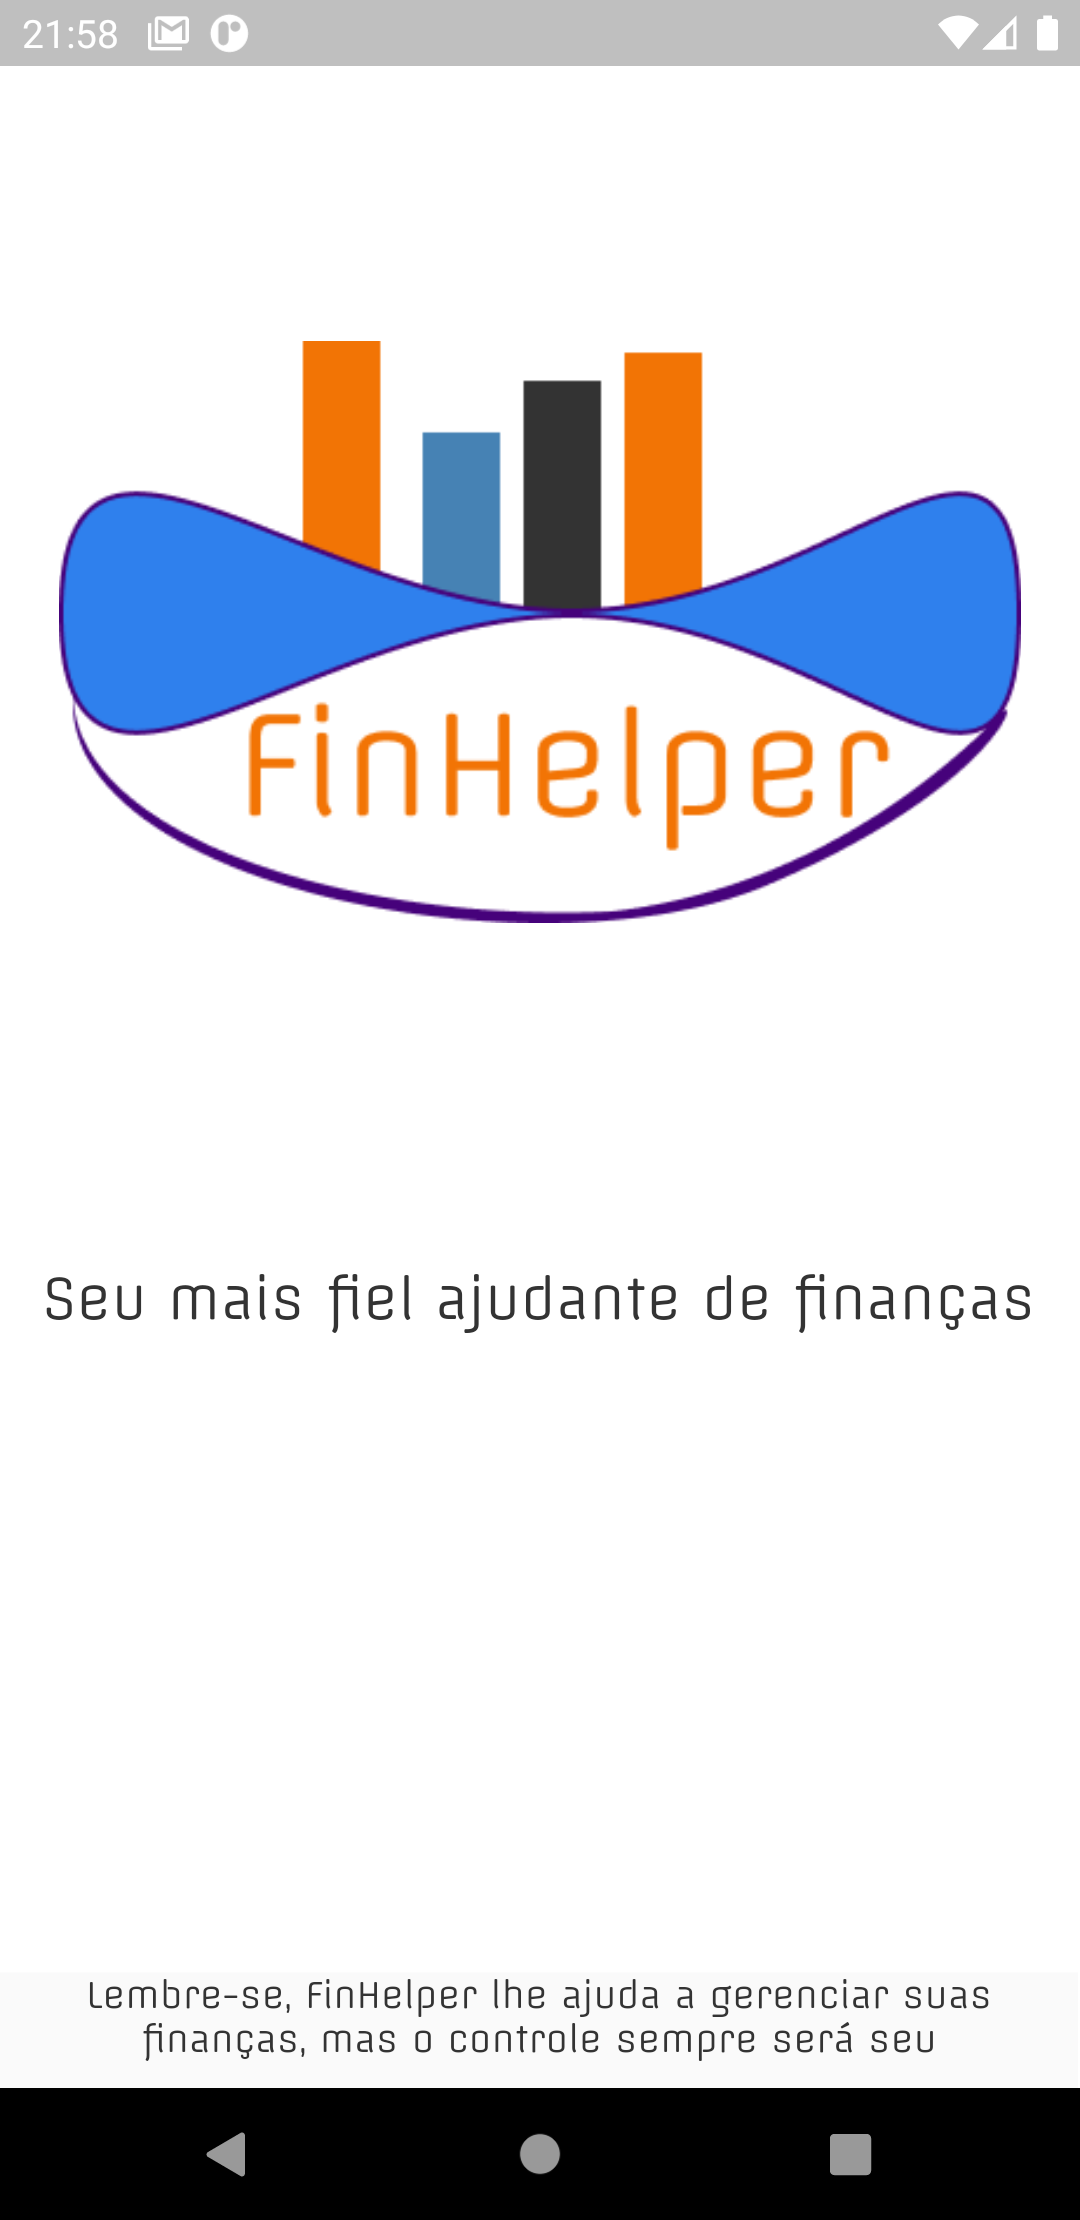 21:58
FinHelper
Seu mais fiel ajudante de finanças
Lembre-se, FinHelper lhe ajuda a gerenciar suas
finanças, mas o controle sempre será seu